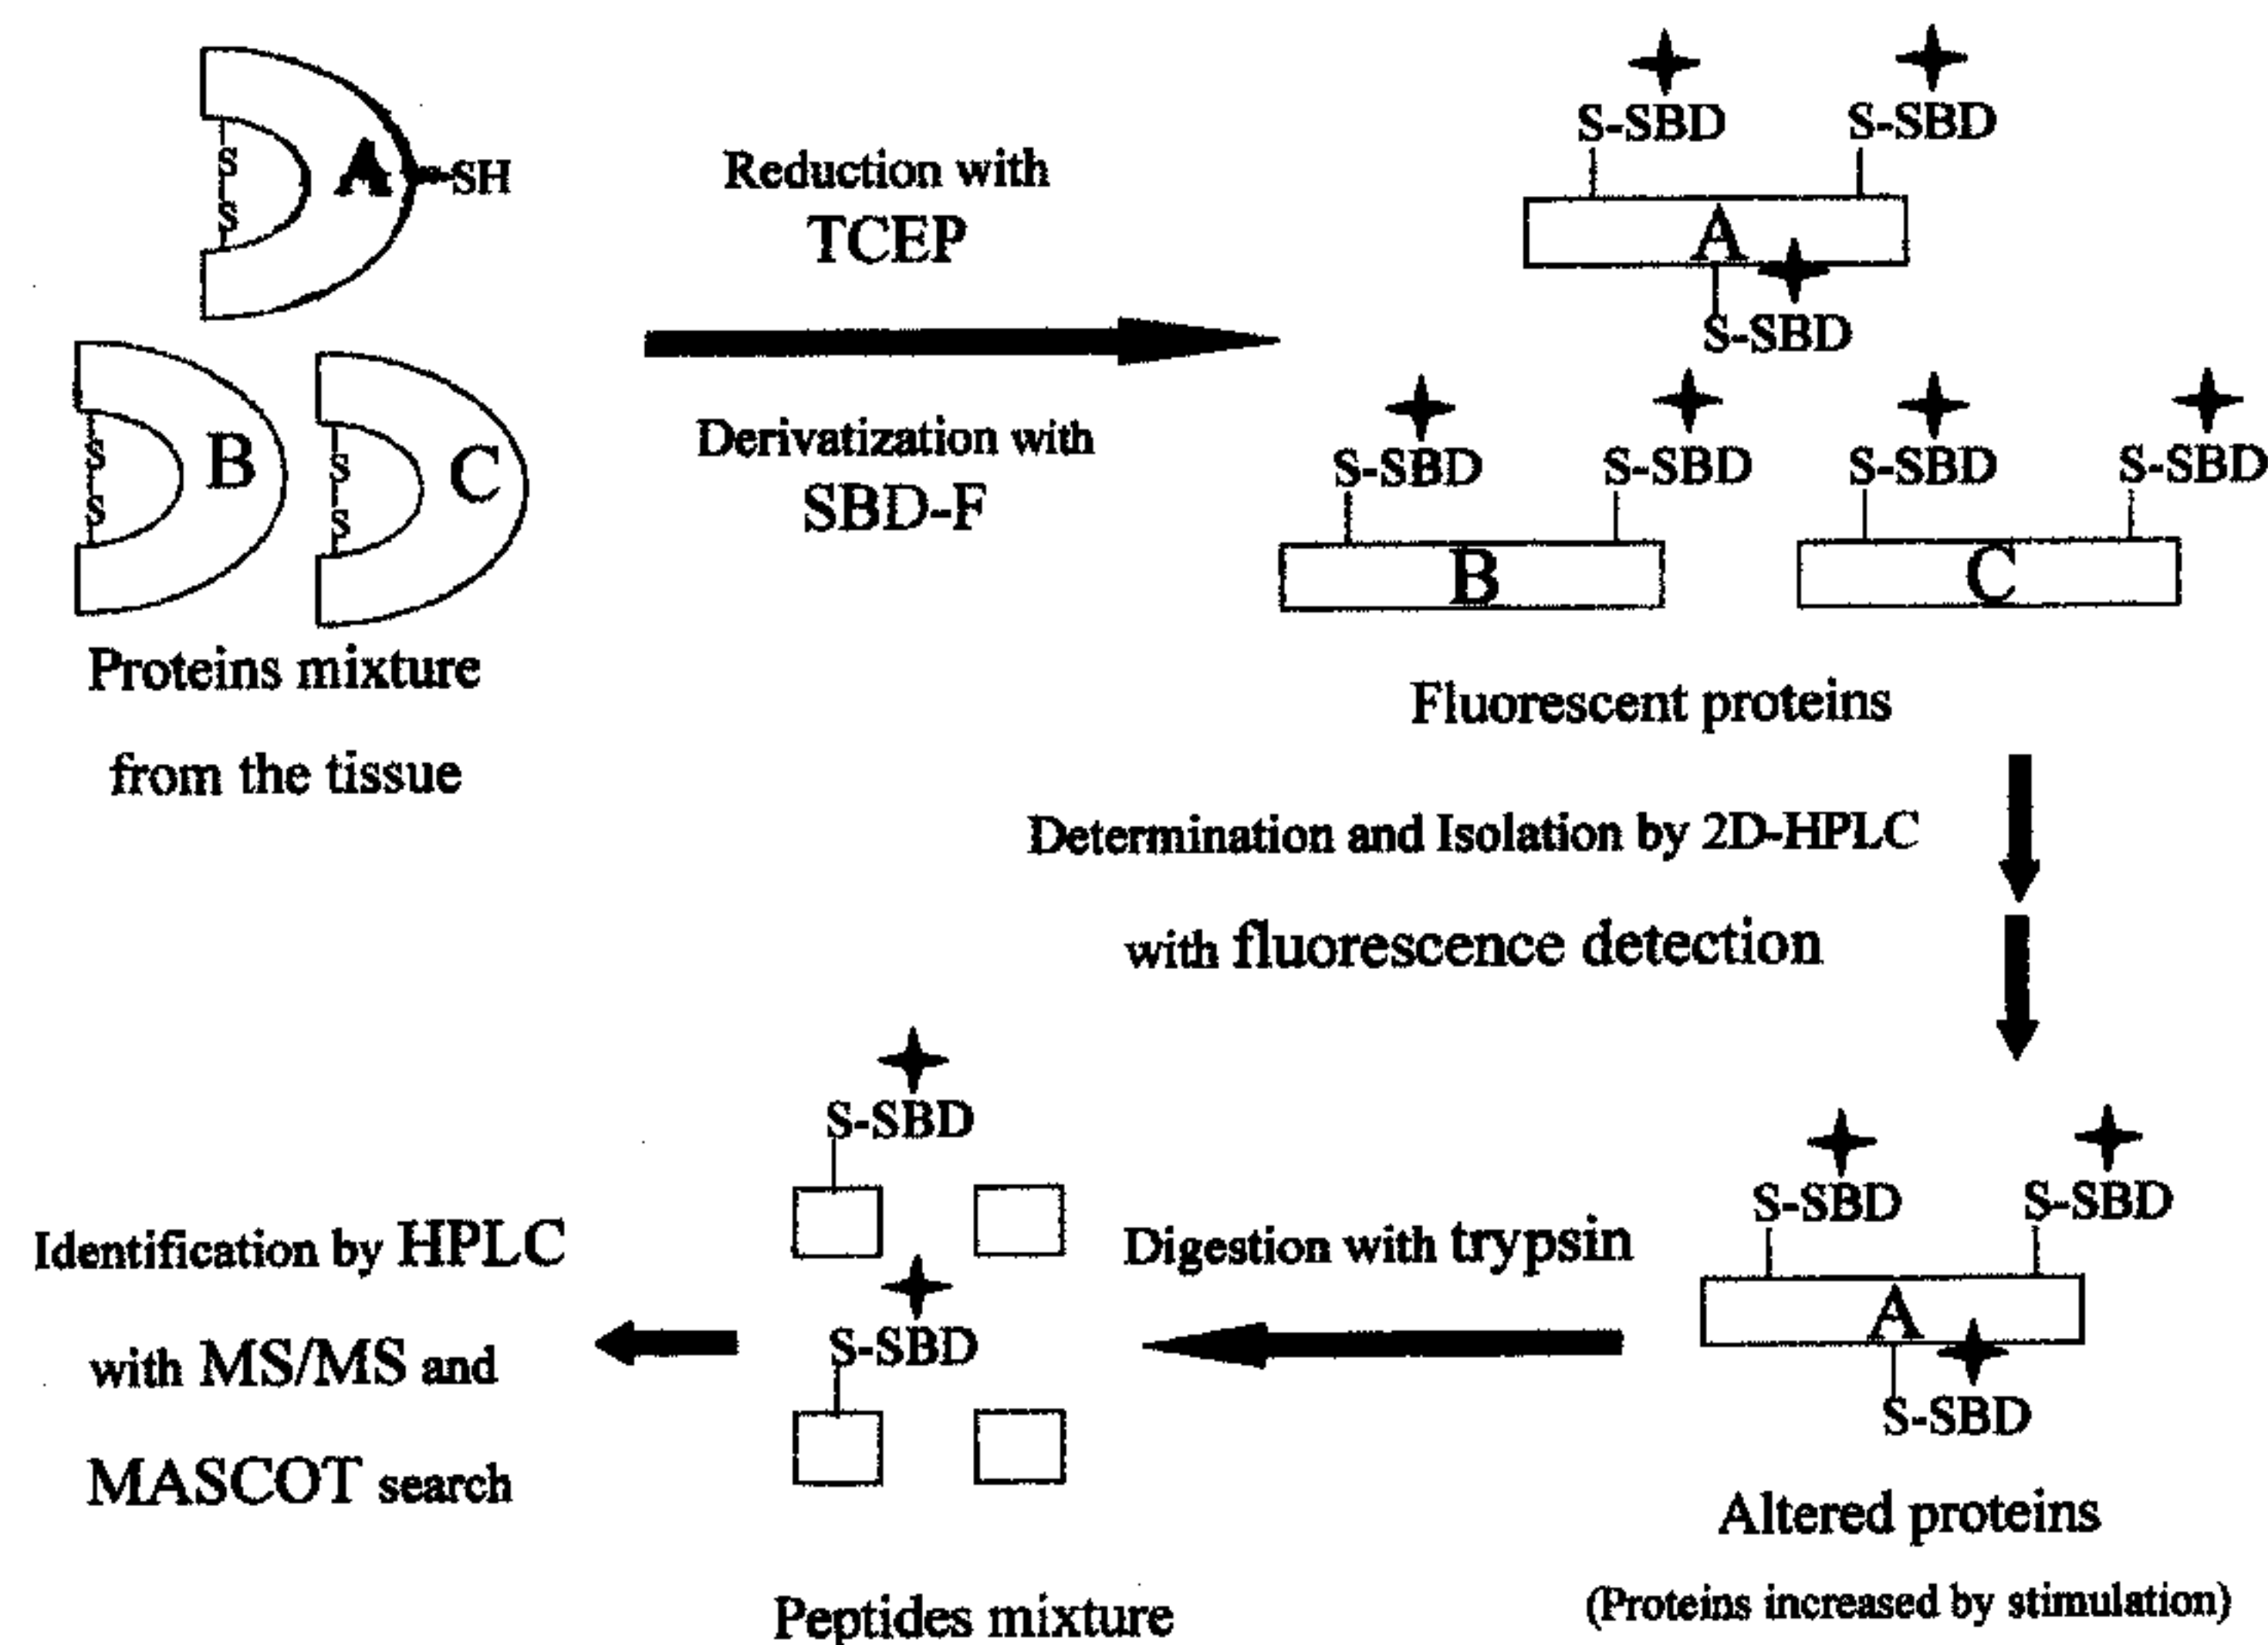 S
S
A
-SH
B
S
S
C
S
S
Proteins mixture
from the tissue
Reduction with
TCEP
Derivatization with
SBD-F
S-SBD
S-SBD
A
S-SBD
S-SBD
S-SBD
B
S-SBD
S-SBD
C
Fluorescent proteins
Determination and Isolation by 2D-HPLC
with fluorescence detection
S-SBD
S-SBD
A
S-SBD
Altered proteins
(Proteins increased by stimulation)
Digestion with trypsin
S-SBD
S-SBD
Peptides mixture
Identification by HPLC
with MS/MS and
MASCOT search